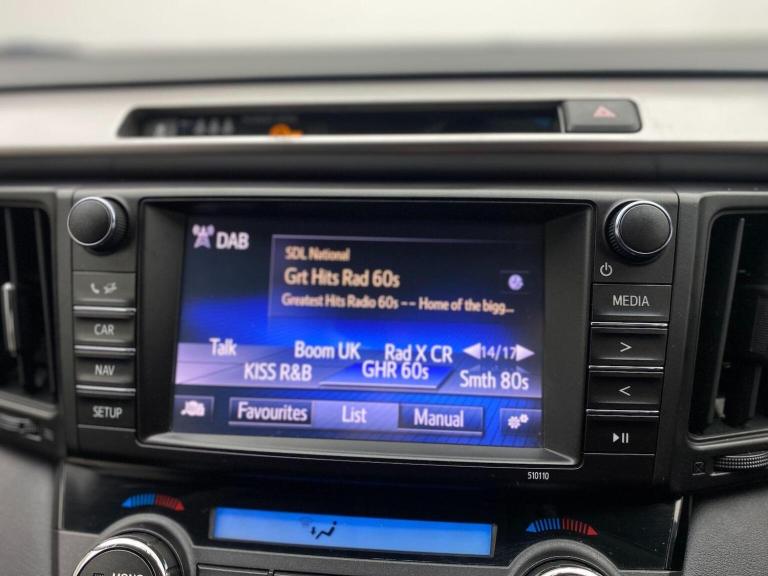 DAB
SDL National
Grt Hits Rad 60s
Greatest Hits Radio 60s -- Home of the bigg...
Talk Boom UK Rad X CR 14/17
KISS R&B GHR 60s Smth 80s
Favourites List Manual
CAR
NAV
SETUP
MEDIA
>
<
510110
MONO